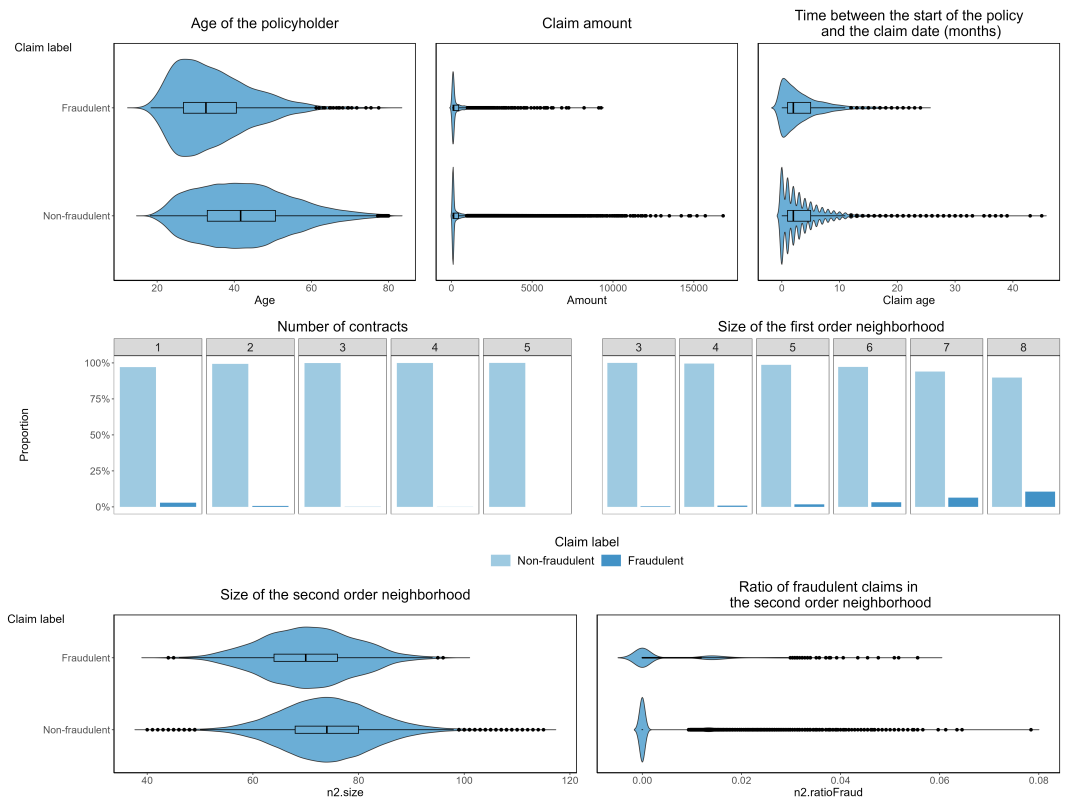 Age of the policyholder
Claim amount
Time between the start of the policy
and the claim date (months)
Claim label
Fraudulent
Non-fraudulent
20 40 60 80
Age
0 5000 10000 15000
Amount
0 10 20 30 40
Claim age
Number of contracts
Size of the first order neighborhood
1 2 3 4 5
3 4 5 6 7 8
100%
75%
50%
25%
0%
Proportion
Claim label
Non-fraudulent Fraudulent
Size of the second order neighborhood
Ratio of fraudulent claims in
the second order neighborhood
Claim label
Fraudulent
Non-fraudulent
40 60 80 100 120
n2.size
0.00 0.02 0.04 0.06 0.08
n2.ratioFraud